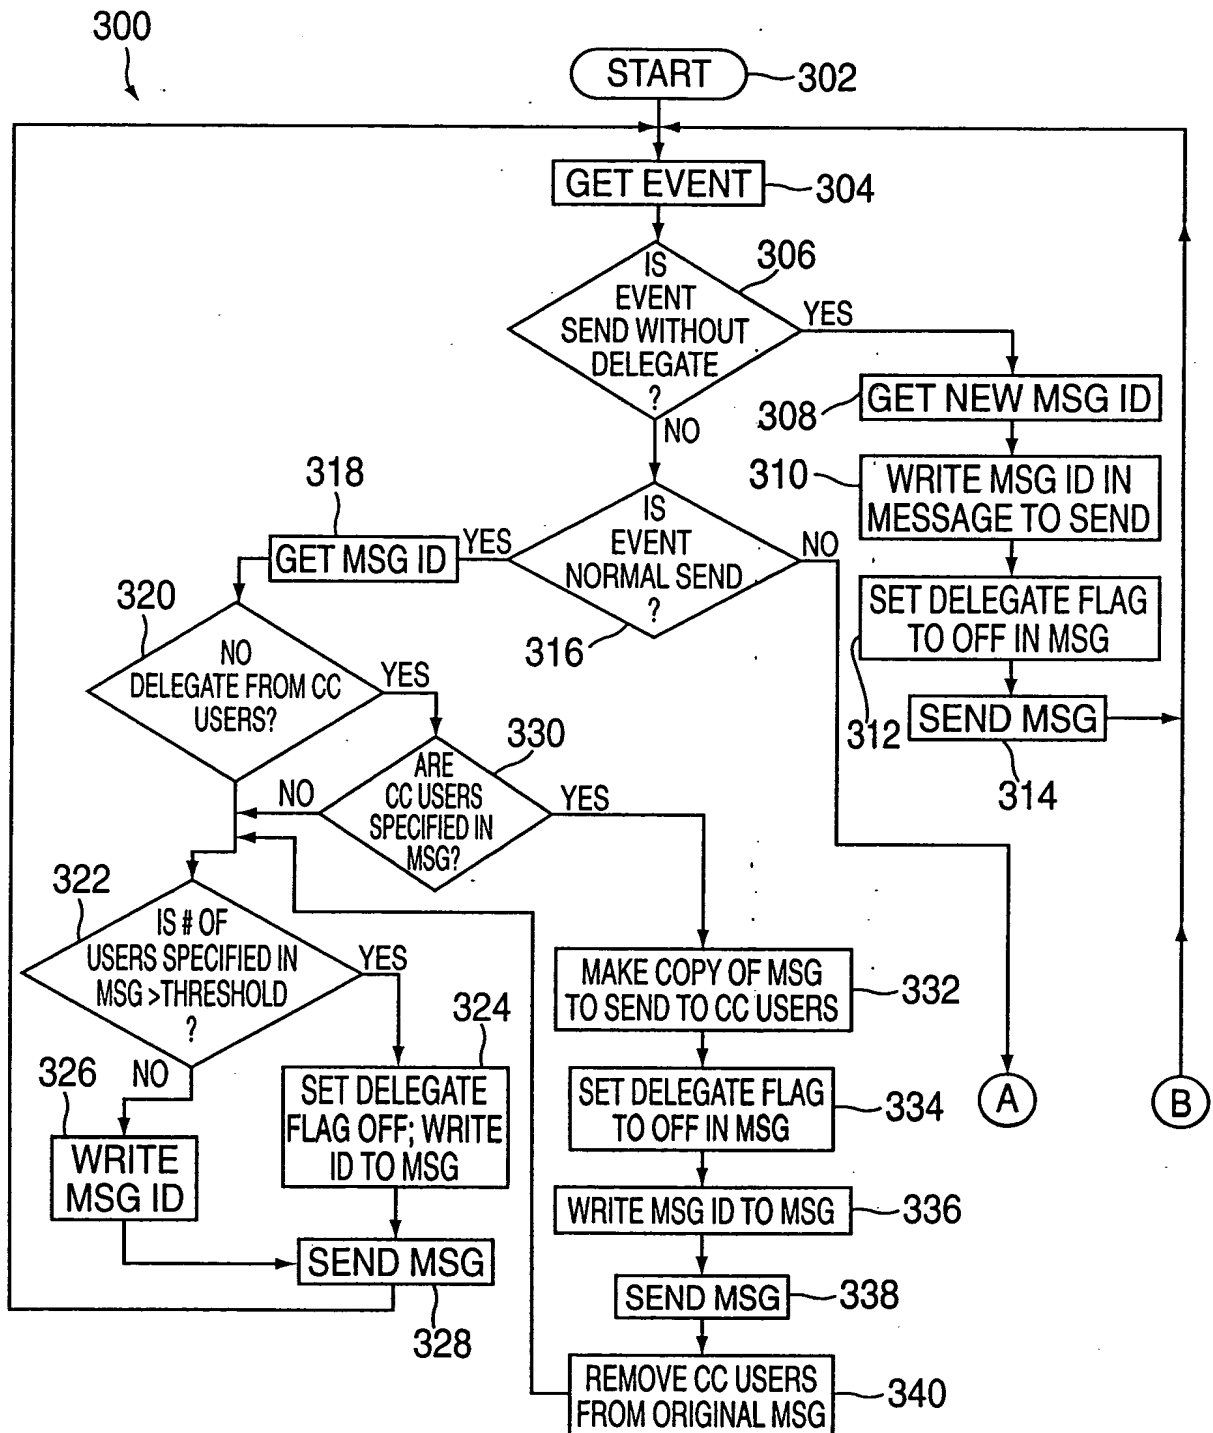 300
START
302
GET EVENT
304
IS
EVENT
SEND WITHOUT
DELEGATE
?
306
YES
NO
308
GET NEW MSG ID
310
WRITE MSG ID IN
MESSAGE TO SEND
SET DELEGATE FLAG
TO OFF IN MSG
312
SEND MSG
314
IS
EVENT
NORMAL SEND
?
316
YES
NO
318
GET MSG ID
320
NO
DELEGATE FROM CC
USERS?
YES
330
ARE
CC USERS
SPECIFIED IN
MSG?
NO
YES
322
IS # OF
USERS SPECIFIED IN
MSG >THRESHOLD
?
YES
NO
324
SET DELEGATE
FLAG OFF; WRITE
ID TO MSG
326
WRITE
MSG ID
SEND MSG
328
MAKE COPY OF MSG
TO SEND TO CC USERS
332
SET DELEGATE FLAG
TO OFF IN MSG
334
WRITE MSG ID TO MSG
336
SEND MSG
338
REMOVE CC USERS
FROM ORIGINAL MSG
340
A
B